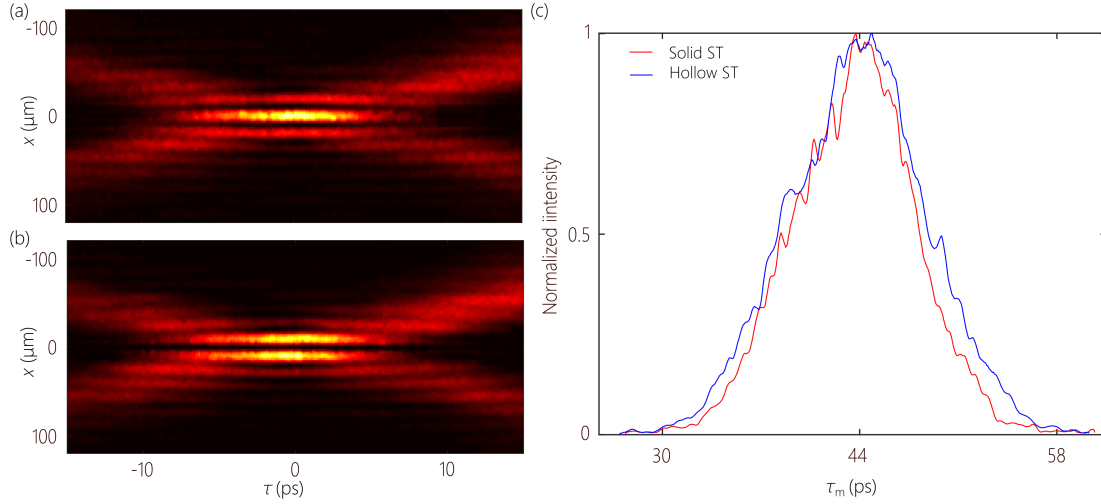 (a)
-100
0
100
x (μm)
(b)
-100
0
100
x (μm)
-10
0
10
τ (ps)
(c)
1
0.5
0
Normalized iintensity
Solid ST
Hollow ST
30
44
58
τm (ps)